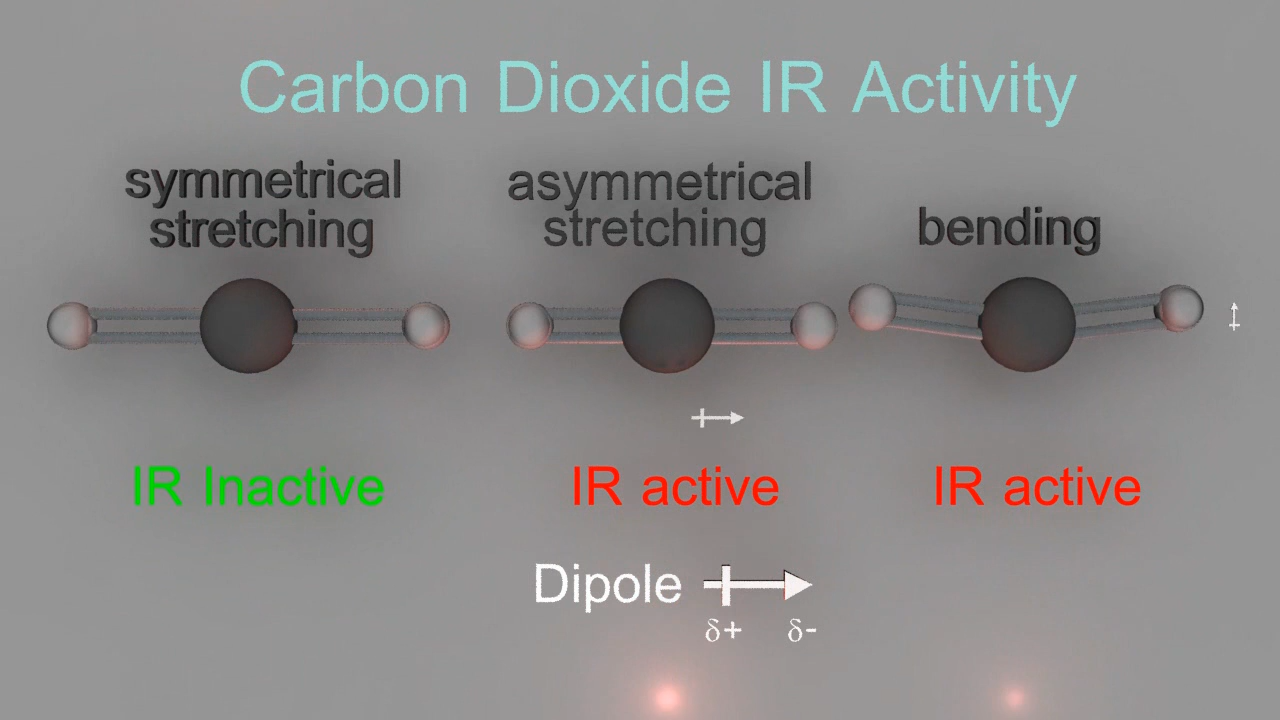 Carbon Dioxide IR Activity
symmetrical
stretching
asymmetrical
stretching
bending
IR Inactive
IR active
IR active
Dipole
δ+ δ-